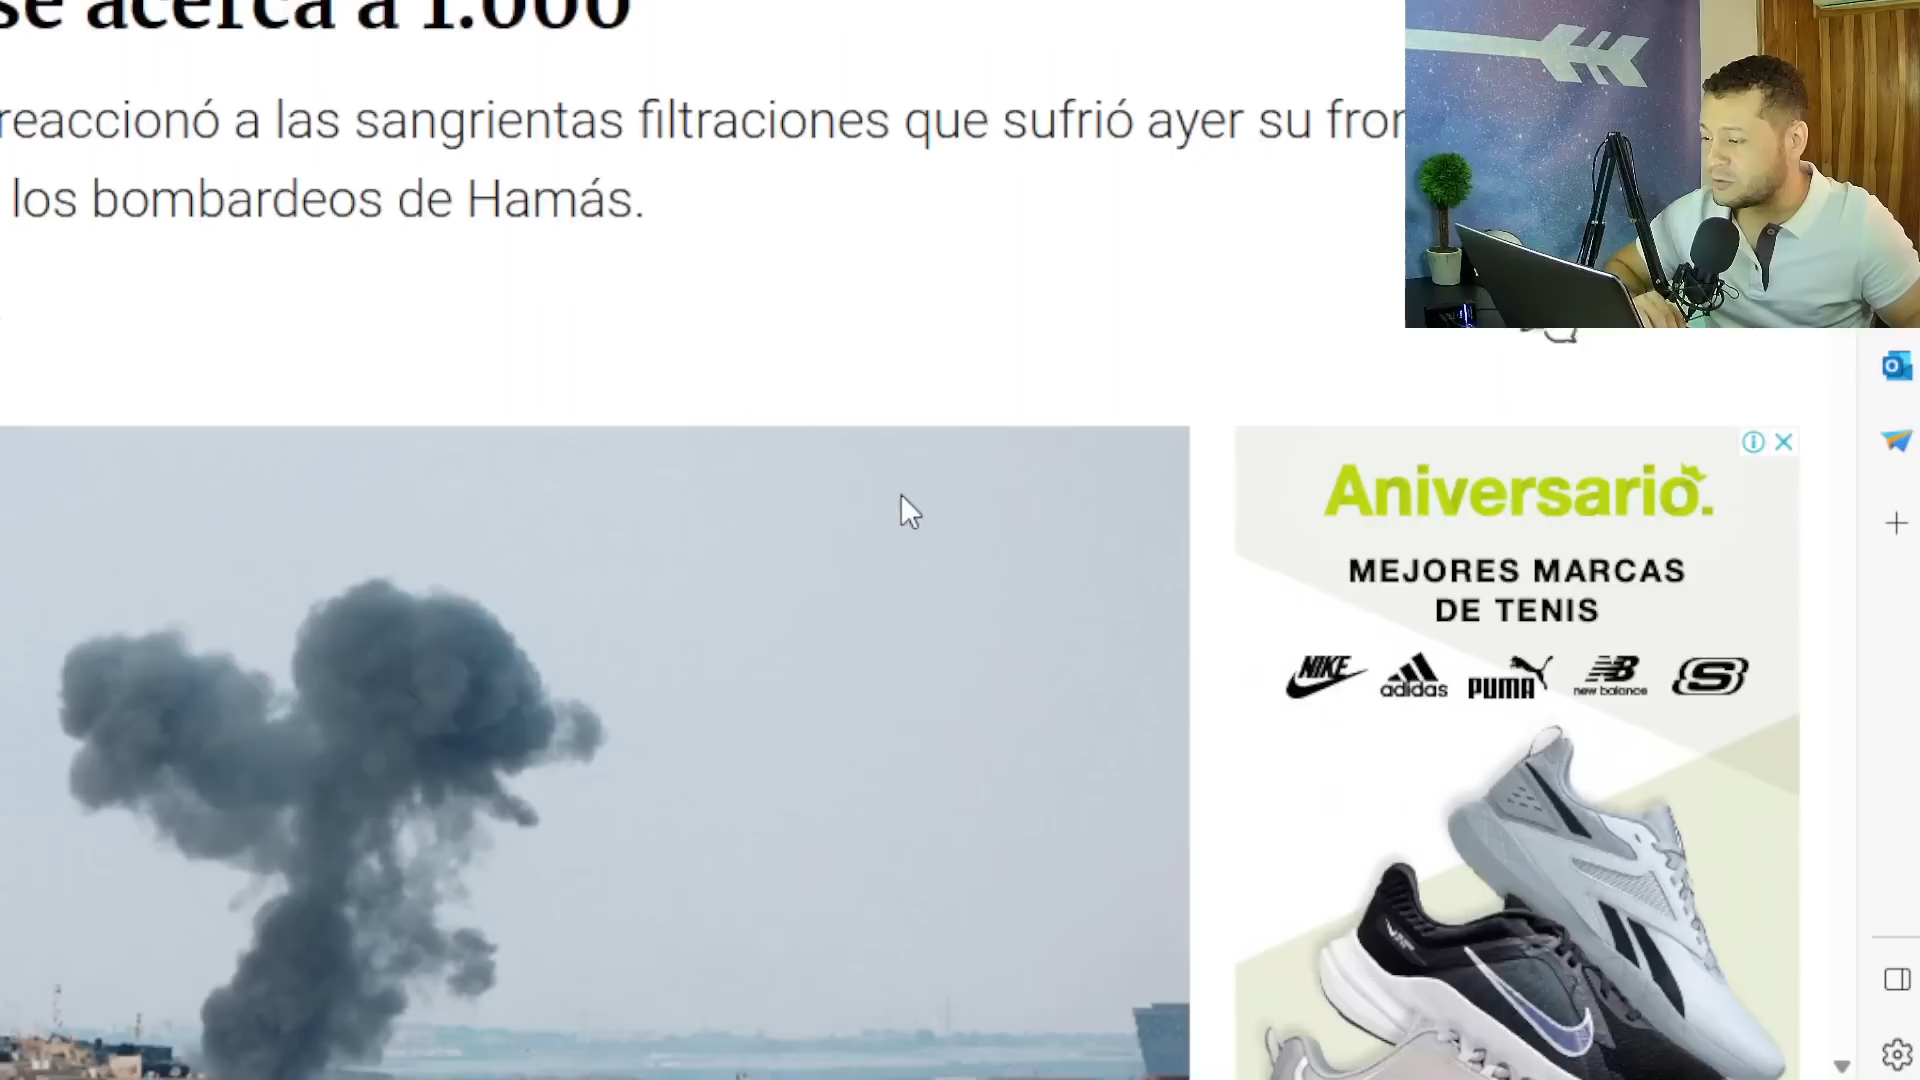 se acerca a 1.000
reaccionó a las sangrientas filtraciones que sufrió ayer su
los bombardeos de Hamás.
Aniversario.
MEJORES MARCAS
DE TENIS
NIKE adidas PUMA NB new balance S